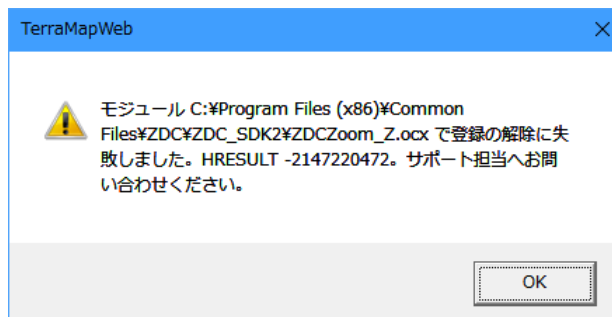 TerraMapWeb
モジュール C:¥Program Files (x86)¥Common
Files¥ZDC¥ZDC_SDK2¥ZDCZoom_Z.ocx で登録の解除に失
敗しました。HRESULT -2147220472。サポート担当へお問
い合わせください。
OK